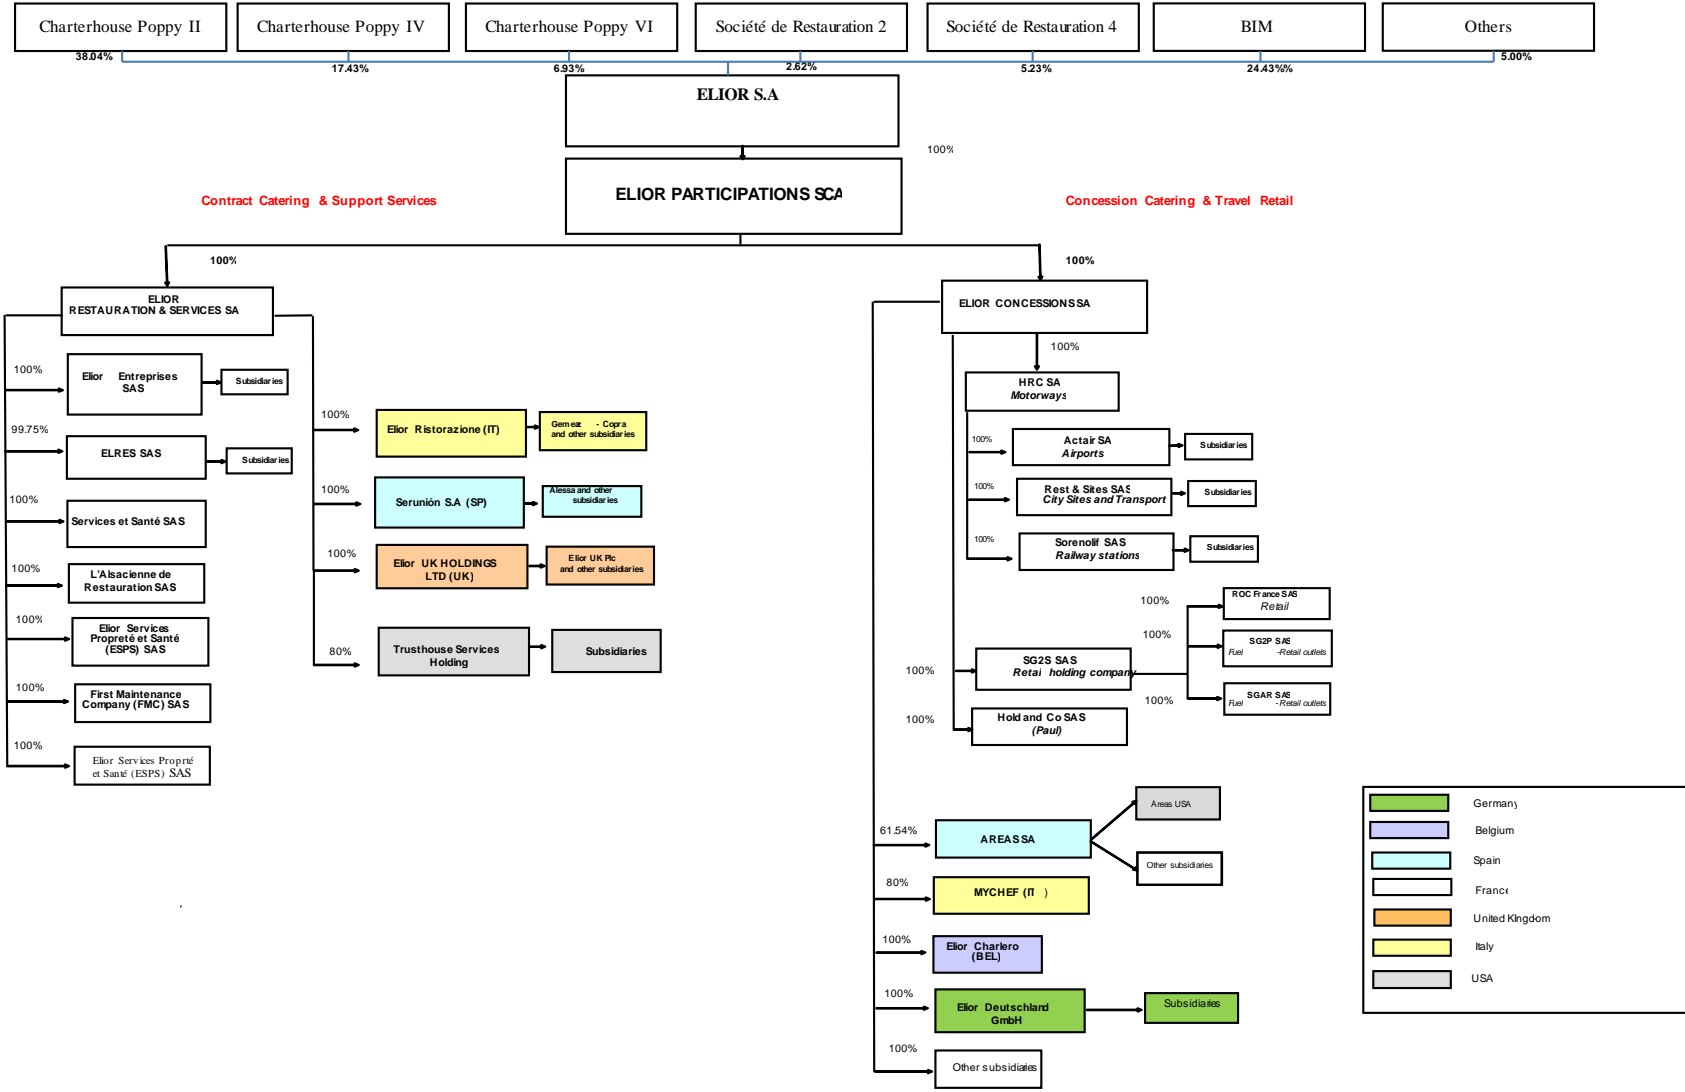 Charterhouse Poppy II
Charterhouse Poppy IV
Charterhouse Poppy VI
Société de Restauration 2
Société de Restauration 4
BIM
Others
38.04%
17.43%
6.93%
2.62%
5.23%
24.43%%
5.00%
ELIOR S.A
100%
ELIOR PARTICIPATIONS SCA
Contract Catering & Support Services
Concession Catering & Travel Retail
100%
100%
ELIOR
RESTAURATION & SERVICES SA
100%
Elior Entreprises
SAS
Subsidiaries
99.75%
ELRES SAS
Subsidiaries
100%
Services et Santé SAS
100%
L'Alsacienne de
Restauration SAS
100%
Elior Services
Propreté et Santé
(ESPS) SAS
100%
First Maintenance
Company (FMC) SAS
100%
Elior Services Proprté
et Santé (ESPS) SAS
100%
Elior Ristorazione (IT)
Gemeaz - Copra
and other subsidiaries
100%
Serunión S.A (SP)
Alessa and other
subsidiaries
100%
Elior UK HOLDINGS
LTD (UK)
Elior UK Plc
and other subsidiaries
80%
Trusthouse Services
Holding
Subsidiaries
ELIOR CONCESSIONS SA
100%
HRC SA
Motorways
100%
Actair SA
Airports
Subsidiaries
100%
Rest & Sites SAS
City Sites and Transport
Subsidiaries
100%
Sorenolif SAS
Railway stations
Subsidiaries
100%
SG2S SAS
Retail holding company
100%
ROC France SAS
Retail
100%
SG2P SAS
Fuel -Retail outlets
100%
SGAR SAS
Fuel - Retail outlets
100%
Hold and Co SAS
(Paul)
61.54%
AREAS SA
Areas USA
Other subsidiaries
80%
MYCHEF (IT )
100%
Elior Charlero
(BEL)
100%
Elior Deutschland
GmbH
Subsidiaries
100%
Other subsidiaries
Germany
Belgium
Spain
France
United KIngdom
Italy
USA